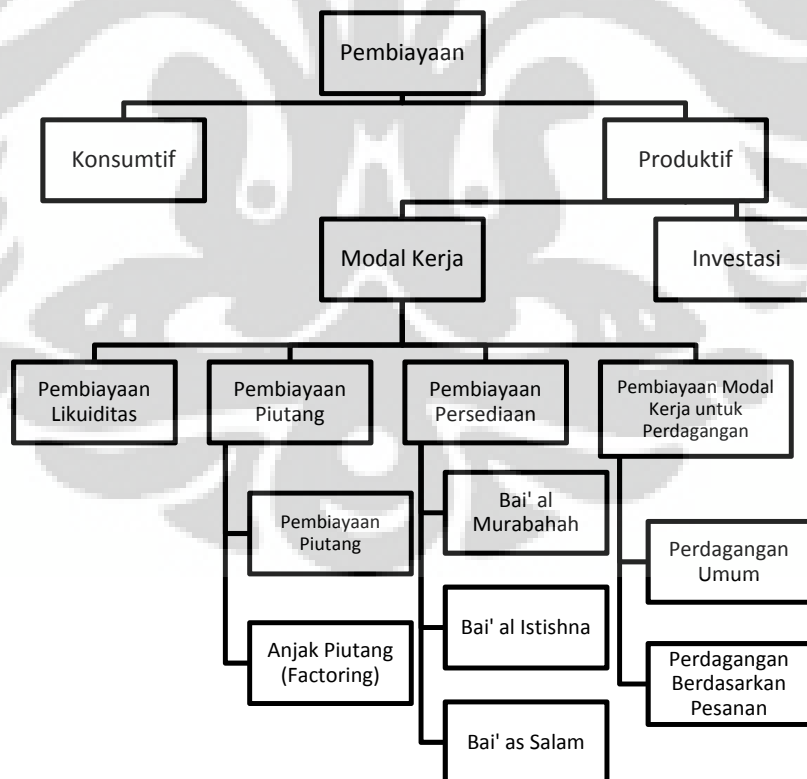 Pembiayaan
Konsumtif
Produktif
Modal Kerja
Investasi
Pembiayaan
Likuiditas
Pembiayaan
Piutang
Pembiayaan
Persediaan
Pembiayaan Modal
Kerja untuk
Perdagangan
Pembiayaan
Piutang
Anjak Piutang
(Factoring)
Bai' al
Murabahah
Bai' al Istishna
Bai' as Salam
Perdagangan
Umum
Perdagangan
Berdasarkan
Pesanan